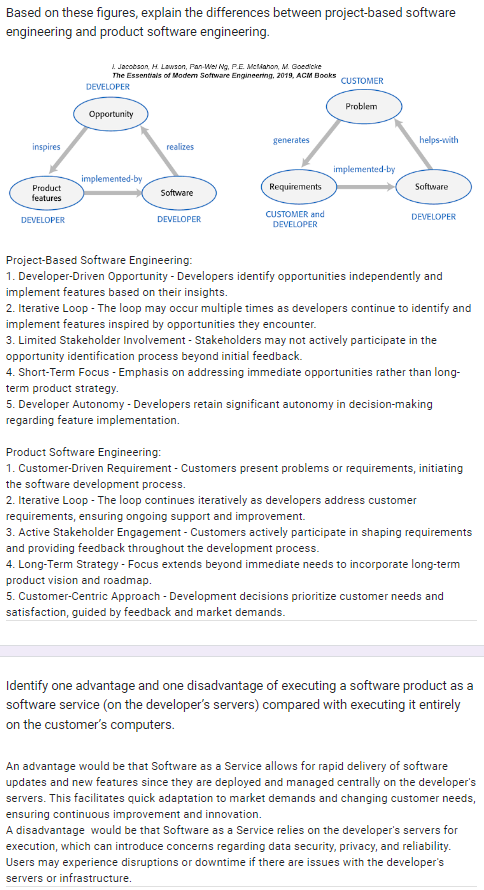 Based on these figures, explain the differences between project-based software
engineering and product software engineering.
I. Jacobson, H. Lawson, Pan-Wei Ng, P.E. McMahon, M. Goedicke
The Essentials of Modern Software Engineering, 2019, ACM Books
DEVELOPER
CUSTOMER
Opportunity
Problem
inspires
realizes
generates
helps-with
implemented-by
implemented-by
Product
features
Software
Requirements
Software
DEVELOPER
DEVELOPER
CUSTOMER and
DEVELOPER
DEVELOPER
Project-Based Software Engineering:
1. Developer-Driven Opportunity - Developers identify opportunities independently and
implement features based on their insights.
2. Iterative Loop - The loop may occur multiple times as developers continue to identify and
implement features inspired by opportunities they encounter.
3. Limited Stakeholder Involvement - Stakeholders may not actively participate in the
opportunity identification process beyond initial feedback.
4. Short-Term Focus - Emphasis on addressing immediate opportunities rather than long-
term product strategy.
5. Developer Autonomy - Developers retain significant autonomy in decision-making
regarding feature implementation.
Product Software Engineering:
1. Customer-Driven Requirement - Customers present problems or requirements, initiating
the software development process.
2. Iterative Loop - The loop continues iteratively as developers address customer
requirements, ensuring ongoing support and improvement.
3. Active Stakeholder Engagement - Customers actively participate in shaping requirements
and providing feedback throughout the development process.
4. Long-Term Strategy - Focus extends beyond immediate needs to incorporate long-term
product vision and roadmap.
5. Customer-Centric Approach - Development decisions prioritize customer needs and
satisfaction, guided by feedback and market demands.
Identify one advantage and one disadvantage of executing a software product as a
software service (on the developer's servers) compared with executing it entirely
on the customer's computers.
An advantage would be that Software as a Service allows for rapid delivery of software
updates and new features since they are deployed and managed centrally on the developer's
servers. This facilitates quick adaptation to market demands and changing customer needs,
ensuring continuous improvement and innovation.
A disadvantage would be that Software as a Service relies on the developer's servers for
execution, which can introduce concerns regarding data security, privacy, and reliability.
Users may experience disruptions or downtime if there are issues with the developer's
servers or infrastructure.